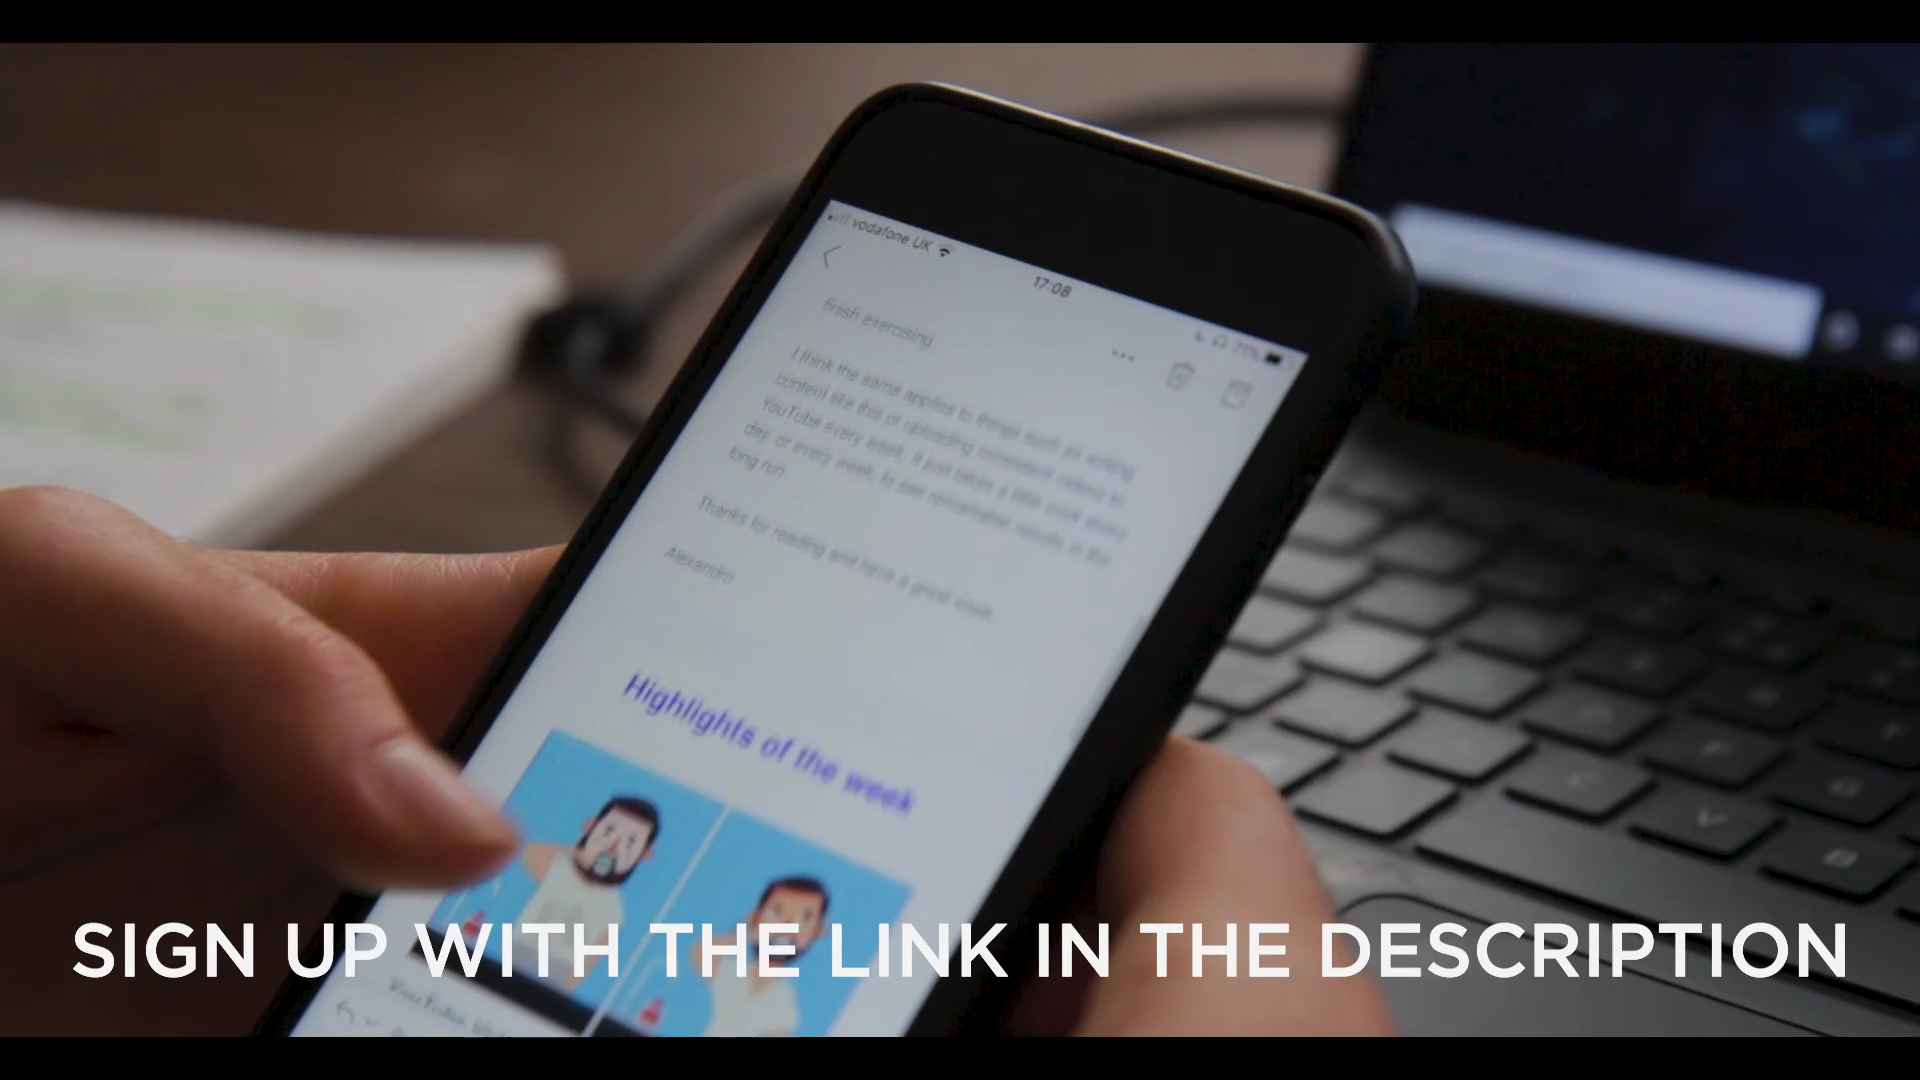 vodafone UK
17:08
71%
finish exercising
I think the same applies to things such as writing
content like this or uploading consistent videos to
YouTube every week. It just takes a little work every
day, or every week, to see remarkable results in the
long run
Thanks for reading and have a great week,
Alexandro
Highlights of the week
SIGN UP WITH THE LINK IN THE DESCRIPTION
YouTube
V
B
G
C
F